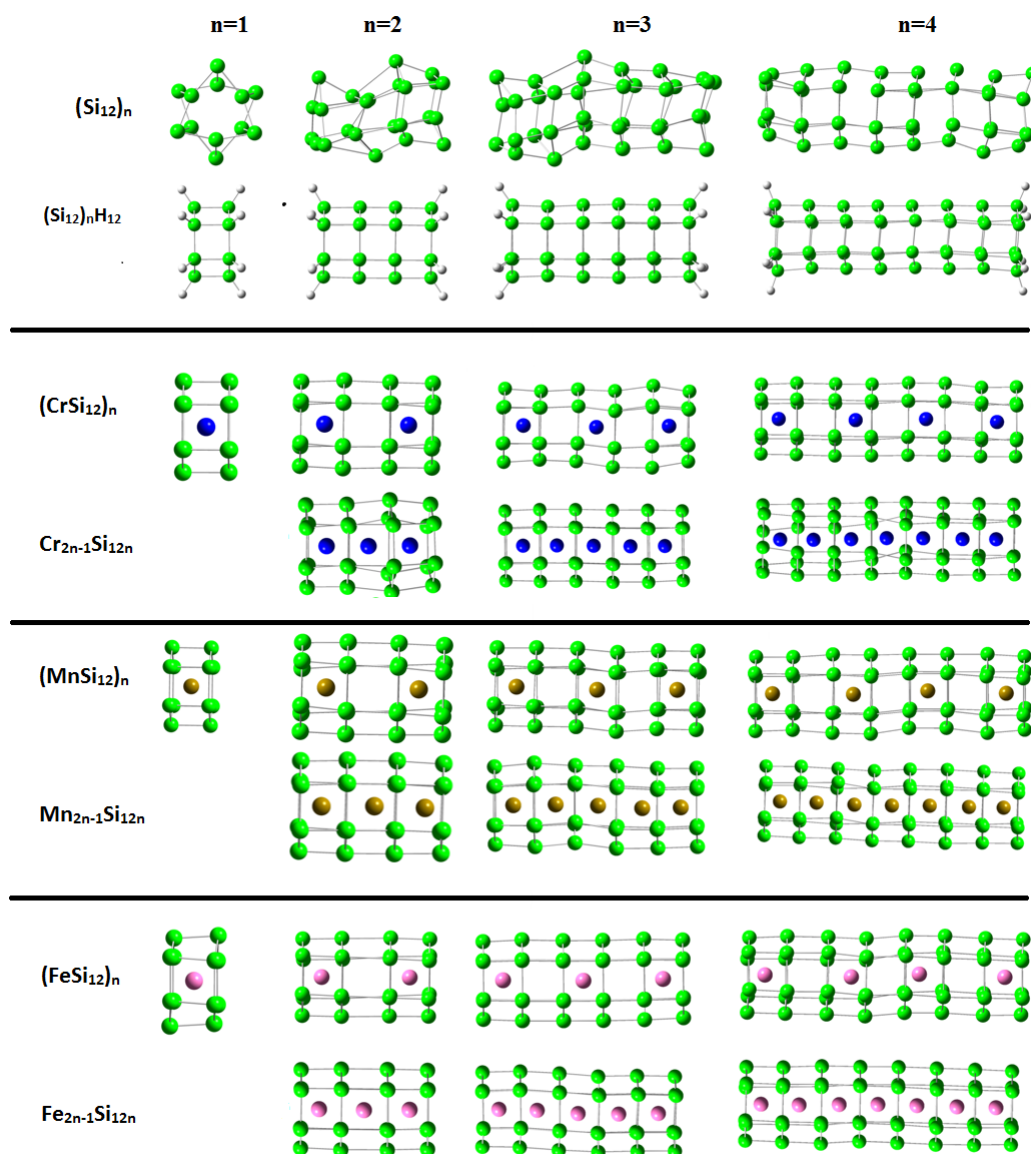 n=1 n=2 n=3 n=4
(Si₁₂)ₙ
(Si₁₂)ₙH₁₂
(CrSi₁₂)ₙ
Cr₂ₙ₋₁Si₁₂ₙ
(MnSi₁₂)ₙ
Mn₂ₙ₋₁Si₁₂ₙ
(FeSi₁₂)ₙ
Fe₂ₙ₋₁Si₁₂ₙ